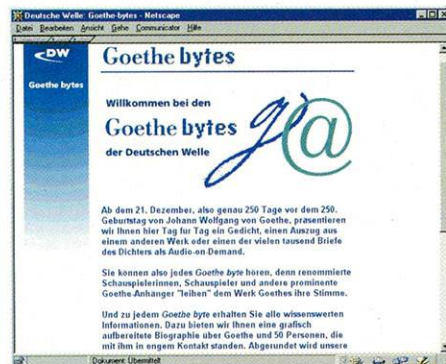 Deutsche Welle: Goethe-bytes - Netscape
Datei Bearbeiten Ansicht Gehe Communicator Hilfe
DW
Goethe bytes
Goethe bytes
Willkommen bei den
Goethe bytes
der Deutschen Welle
g@
Ab dem 21. Dezember, also genau 250 Tage vor dem 250.
Geburtstag von Johann Wolfgang von Goethe, präsentieren
wir Ihnen hier Tag für Tag ein Gedicht, einen Auszug aus
einem anderen Werk oder einen der vielen tausend Briefe
des Dichters als Audio-on-Demand.
Sie können also jedes Goethe byte hören, denn renommierte
Schauspielerinnen, Schauspieler und andere prominente
Goethe-Anhänger "leihen" dem Werk Goethes ihre Stimme.
Und zu jedem Goethe byte erhalten Sie alle wissenswerten
Informationen. Dazu bieten wir Ihnen eine grafisch
aufbereitete Biographie über Goethe und 50 Personen, die
mit ihm in engem Kontakt standen. Abgerundet wird unsere
Dokument: Übermittelt